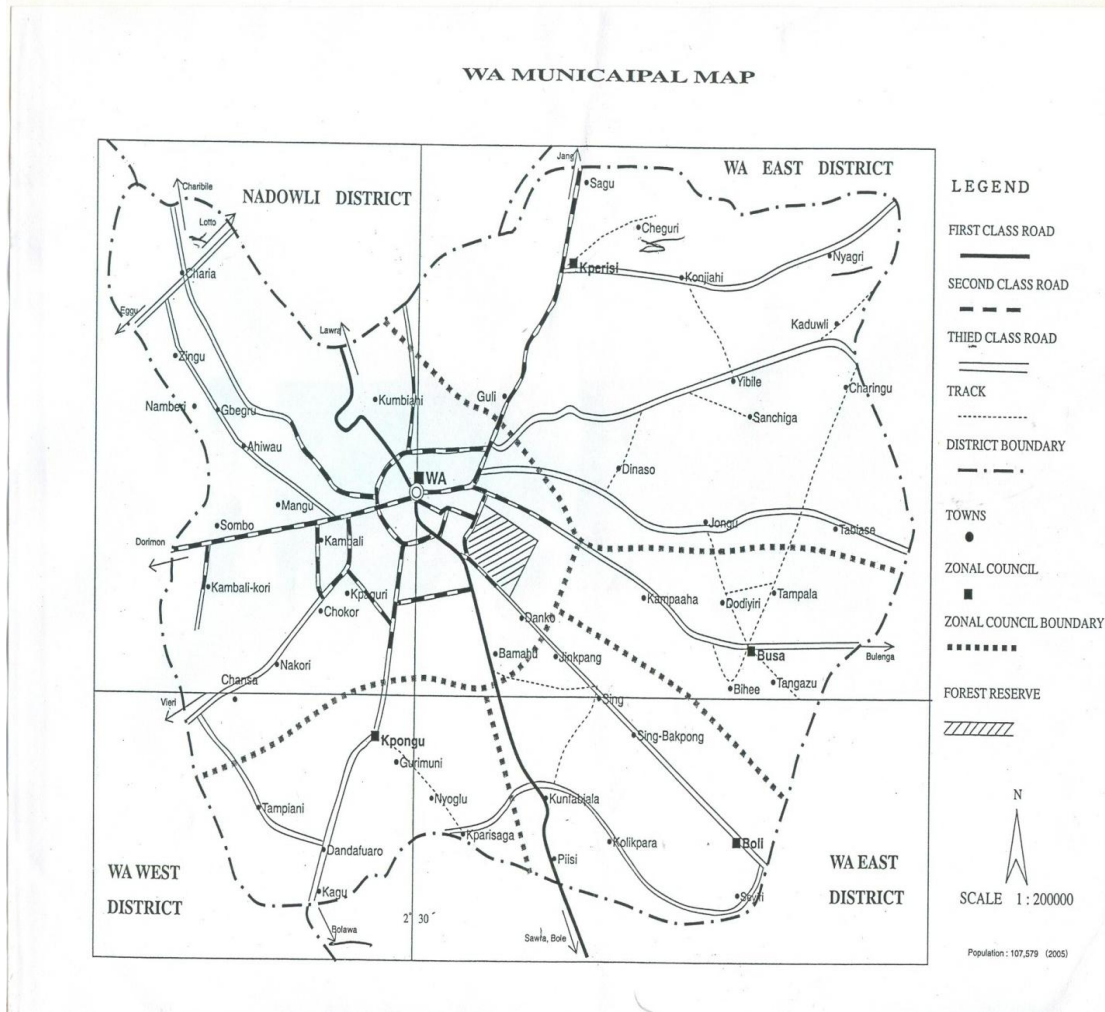 WA MUNICAIPAL MAP
Jang
WA EAST DISTRICT
NADOWLI DISTRICT
Charibile
Lotto
Sagu
Cheguri
Charia
Kperisi
Konjiahi
Nyagri
Eggu
Lawra
Kaduwli
Zingu
Namberi
Gbegru
Kumbiahi
Guli
Yibile
Charingu
Sanchiga
Ahiwau
WA
Dinaso
Mangu
Sombo
Jongu
Tabiase
Dorimon
Kambali
Kambali-kori
Kpaguri
Chokor
Kampaaha
Dodiyiri
Tampala
Danko
Bamahu
Jinkpang
Busa
Bulenga
Nakori
Chansa
Bihee
Tangazu
Vieri
Sing
Kpongu
Sing-Bakpong
Gurimuni
Tampiani
Nyoglu
Kunfabiala
Kparisaga
Kolikpara
Boli
Dandafuaro
Piisi
WA WEST
DISTRICT
WA EAST
DISTRICT
Kagu
2° 30´
Bolawa
Sawla, Bole
LEGEND
FIRST CLASS ROAD
SECOND CLASS ROAD
THIED CLASS ROAD
TRACK
DISTRICT BOUNDARY
TOWNS
ZONAL COUNCIL
ZONAL COUNCIL BOUNDARY
FOREST RESERVE
N
SCALE 1 : 200000
Population : 107,579 (2005)